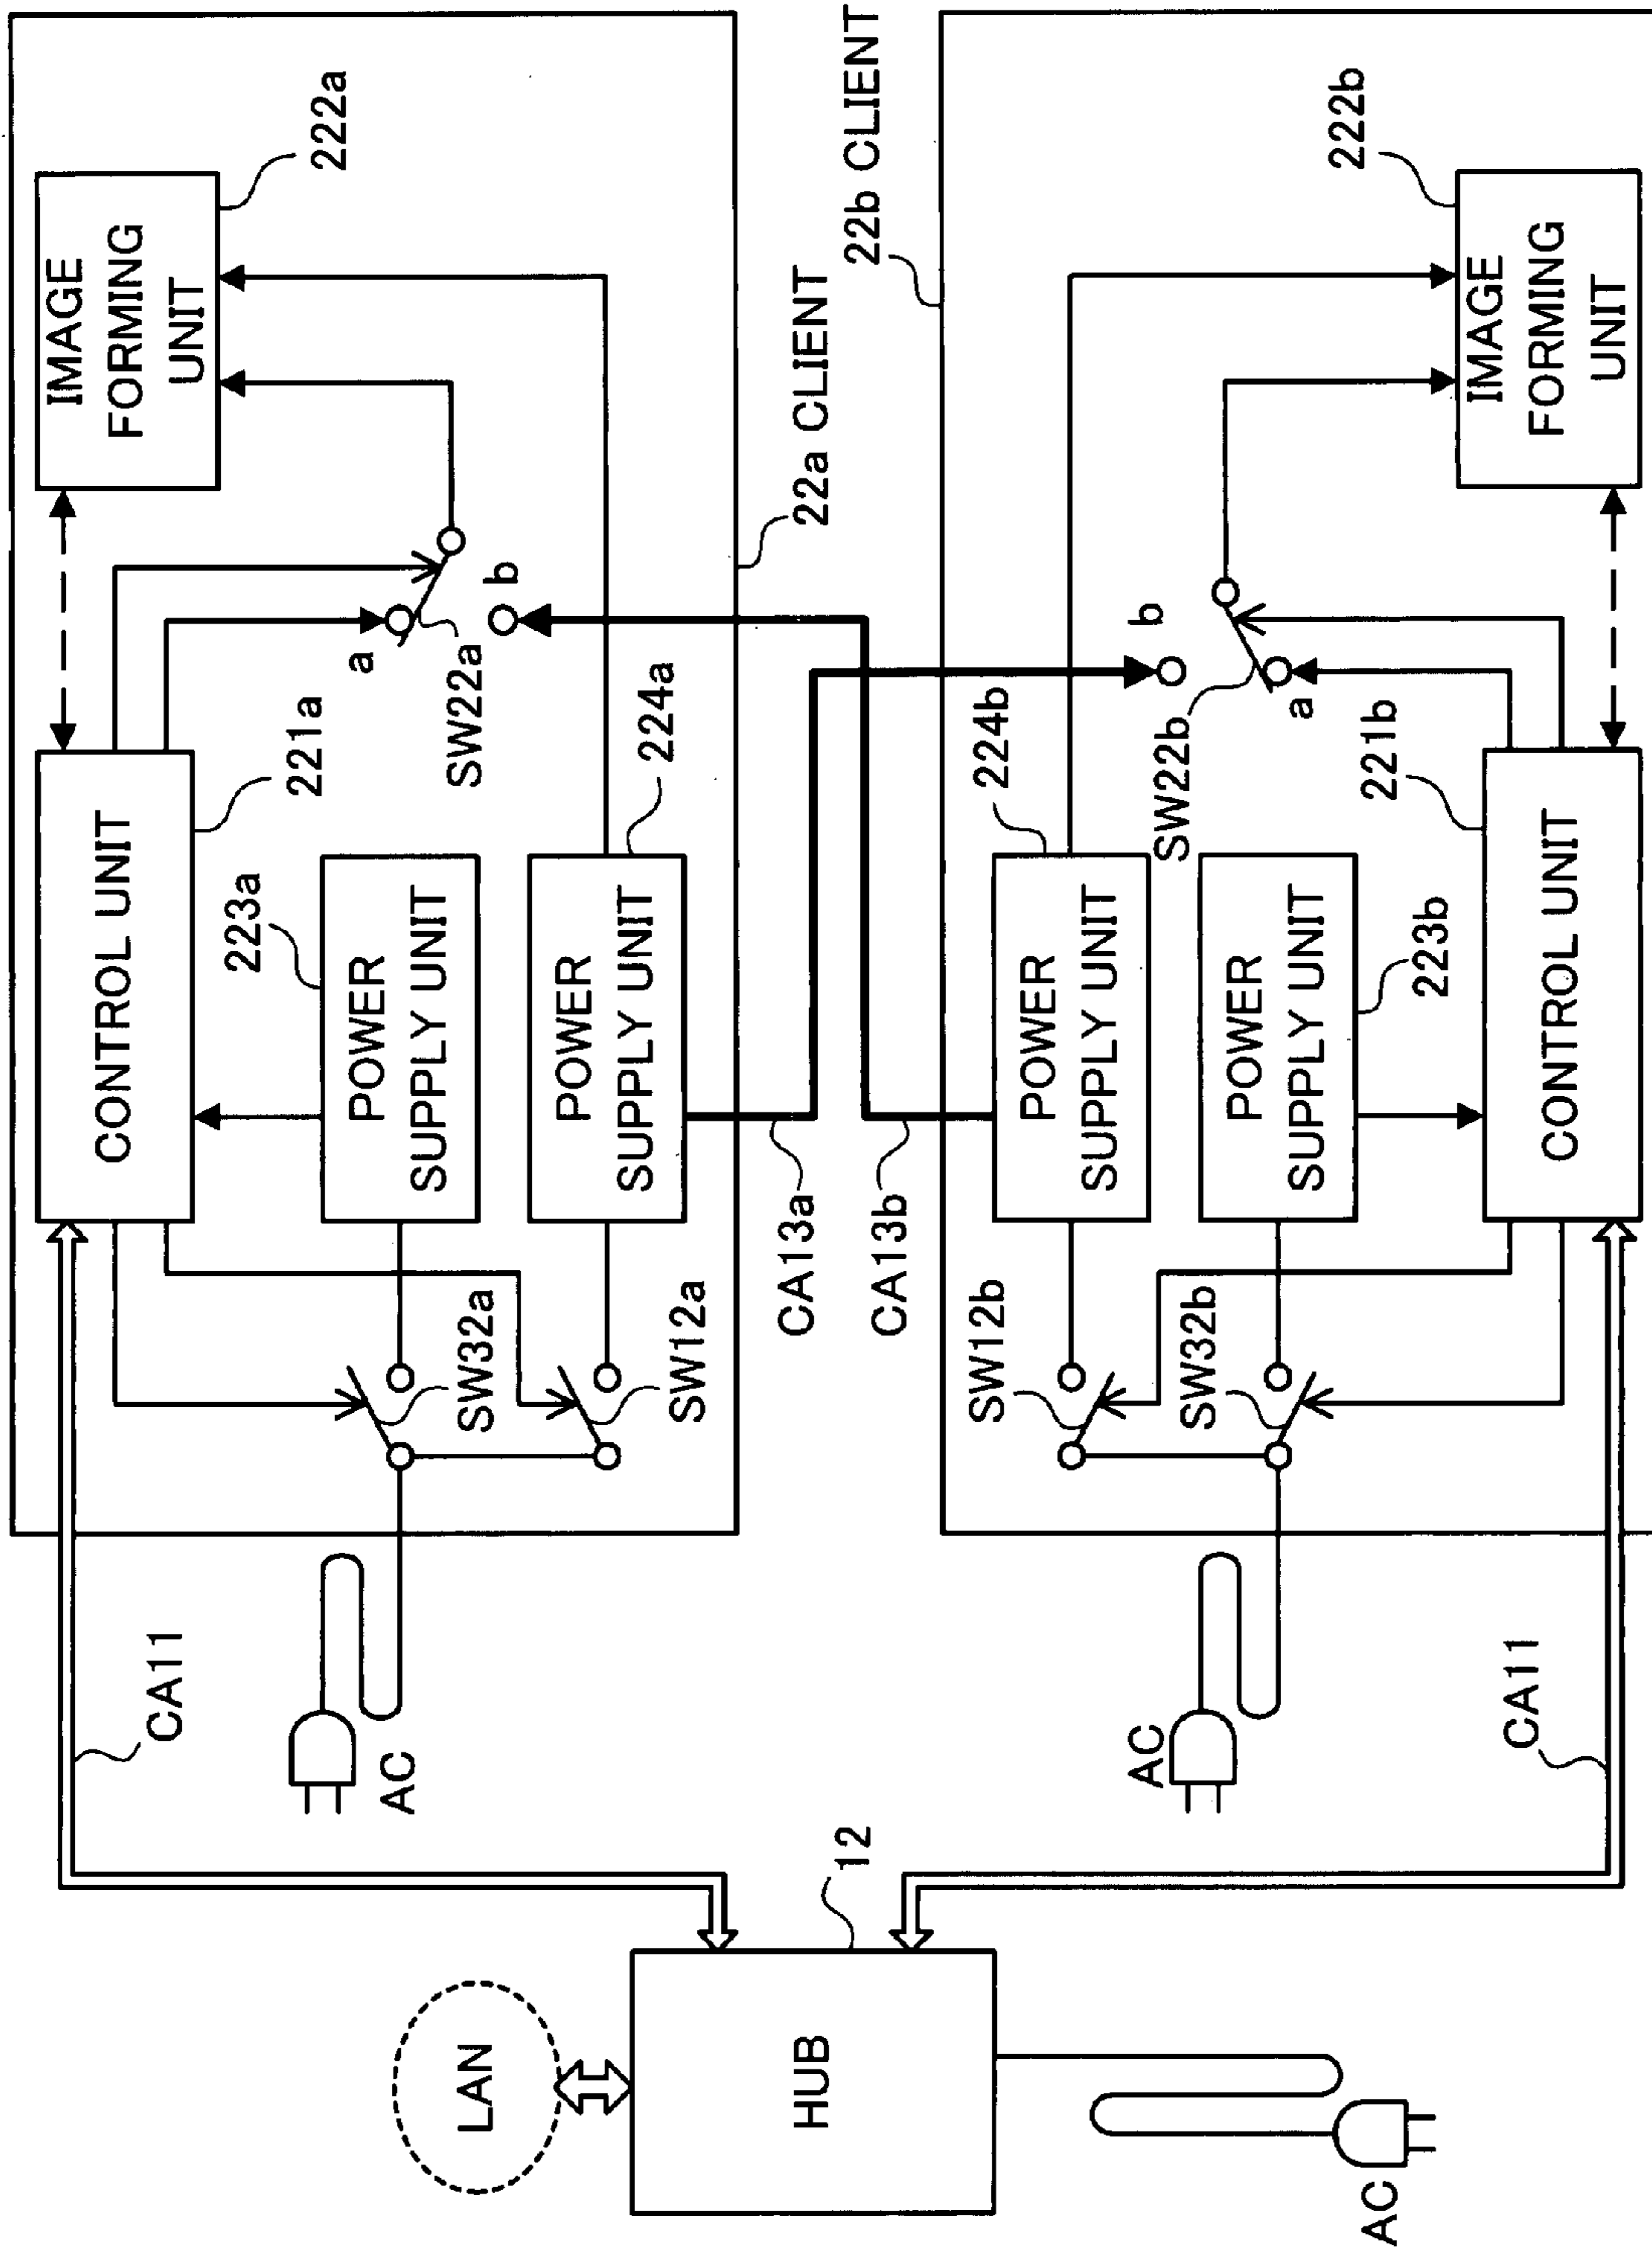 LAN
HUB
12
AC
CA11
AC
AC
CA11
CONTROL UNIT
221a
IMAGE
FORMING
UNIT
222a
223a
POWER
SUPPLY UNIT
POWER
SUPPLY UNIT
224a
SW32a
SW12a
SW22a
a
b
22a CLIENT
CA13a
CA13b
22b CLIENT
SW12b
SW32b
POWER
SUPPLY UNIT
224b
POWER
SUPPLY UNIT
223b
SW22b
b
a
221b
CONTROL UNIT
IMAGE
FORMING
UNIT
222b